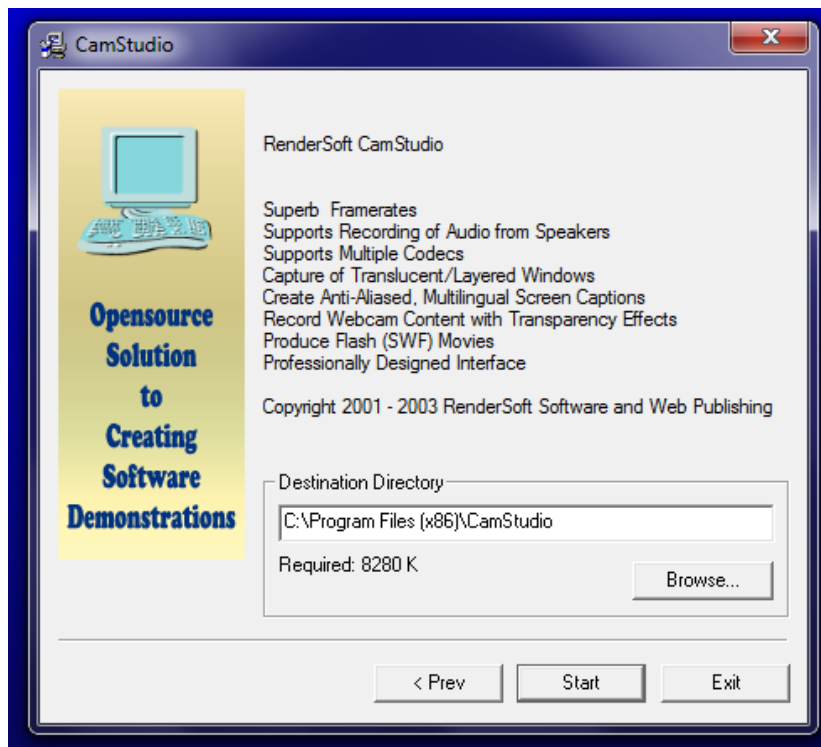 CamStudio
RenderSoft CamStudio
Superb Framerates
Supports Recording of Audio from Speakers
Supports Multiple Codecs
Capture of Translucent/Layered Windows
Create Anti-Aliased, Multilingual Screen Captions
Record Webcam Content with Transparency Effects
Produce Flash (SWF) Movies
Professionally Designed Interface
Copyright 2001 - 2003 RenderSoft Software and Web Publishing
Opensource
Solution
to
Creating
Software
Demonstrations
Destination Directory
C:\Program Files (x86)\CamStudio
Required: 8280 K
Browse...
< Prev
Start
Exit